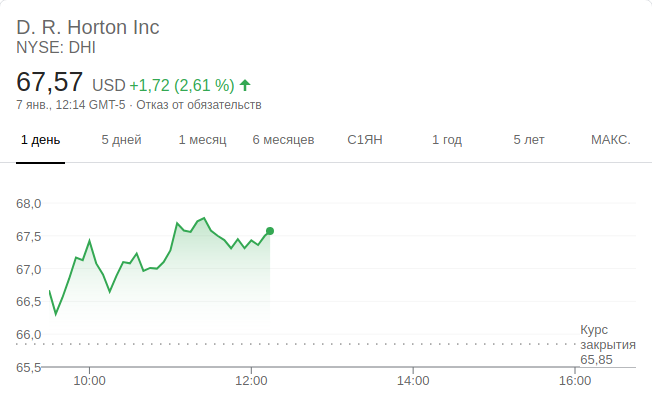 D. R. Horton Inc
NYSE: DHI
67,57 USD +1,72 (2,61 %)
7 янв., 12:14 GMT-5 · Отказ от обязательств
1 день 5 дней 1 месяц 6 месяцев С1ЯН 1 год 5 лет МАКС.
68,0
67,5
67,0
66,5
66,0
Курс
закрытия
65,85
65,5
10:00 12:00 14:00 16:00